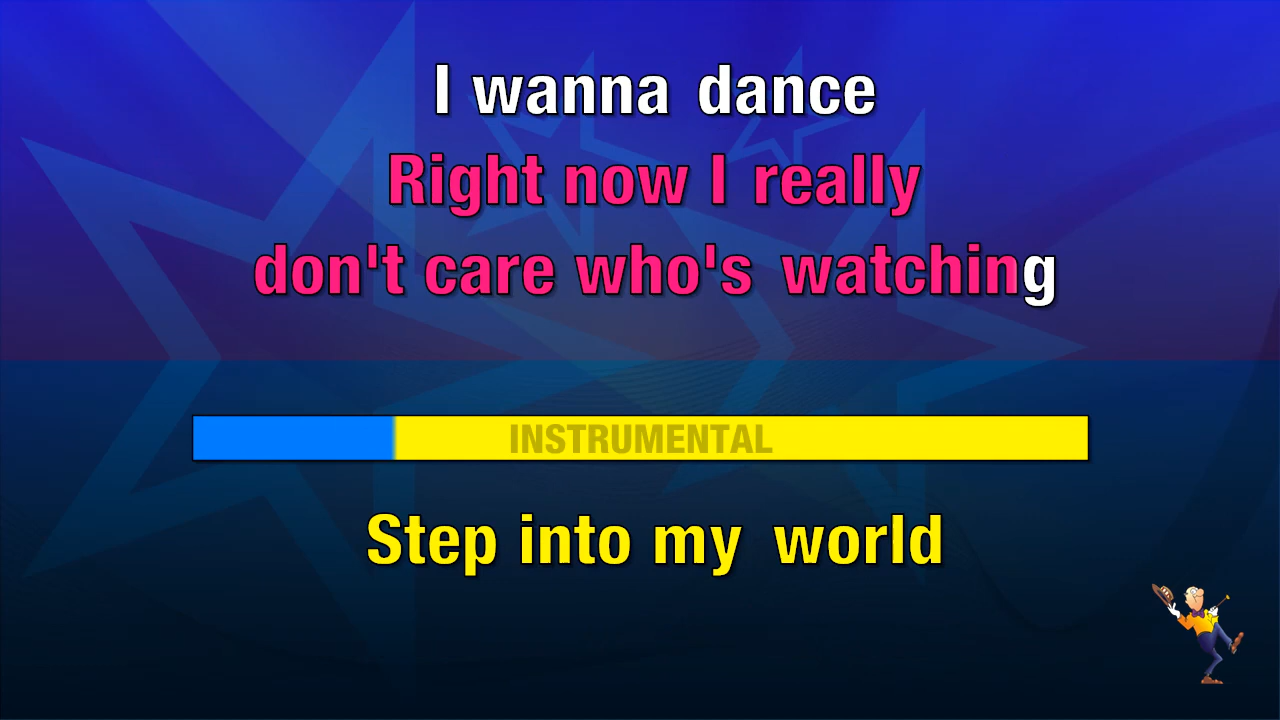 I wanna dance
Right now I really
don't care who's watching
INSTRUMENTAL
Step into my world